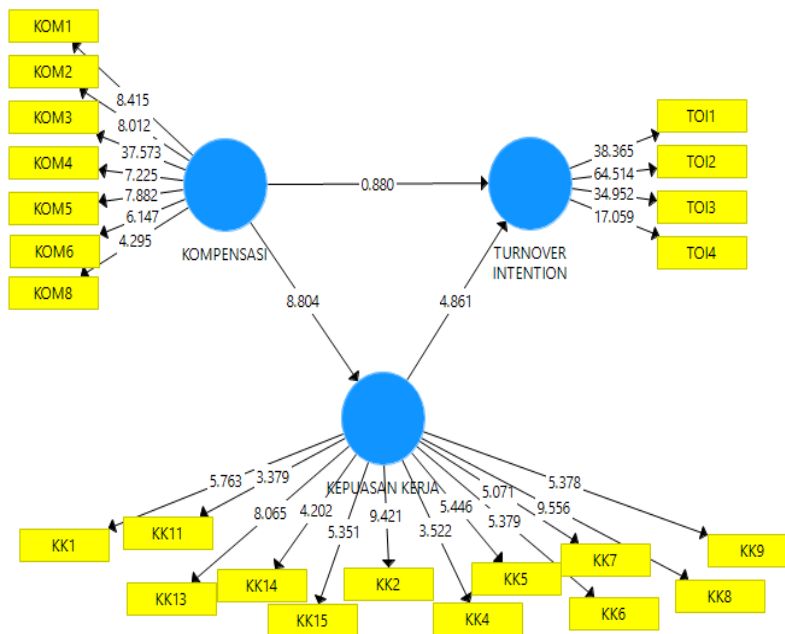 KOM1
KOM2
KOM3
KOM4
KOM5
KOM6
KOM8
8.415
8.012
37.573
7.225
7.882
6.147
4.295
KOMPENSASI
0.880
TURNOVER
INTENTION
38.365
64.514
34.952
17.059
TOI1
TOI2
TOI3
TOI4
8.804
4.861
KEPUASAN KERJA
5.763
3.379
8.065
4.202
5.351
9.421
3.522
5.446
5.379
5.071
9.556
5.378
KK1
KK11
KK13
KK14
KK15
KK2
KK4
KK5
KK6
KK7
KK8
KK9